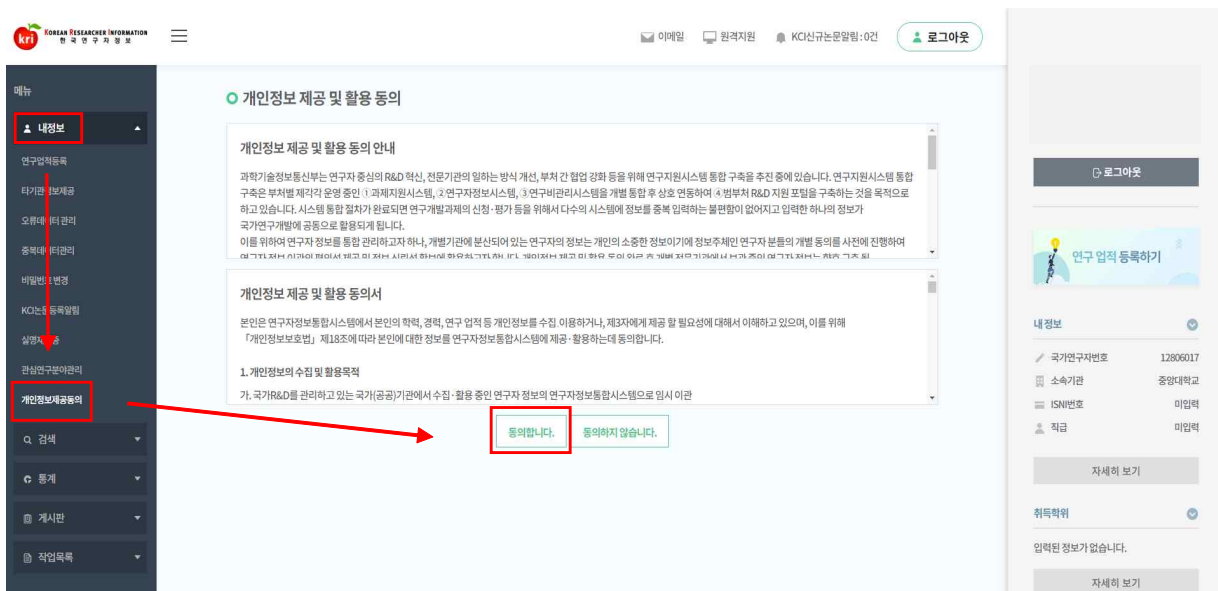 kri KOREAN RESEARCHER INFORMATION
한국연구자정보
이메일
원격지원
KCI신규논문알림:0건
로그아웃
메뉴
내정보
연구업적등록
타기관정보제공
오류데이터 관리
중복데이터관리
비밀번호 변경
KCI논문등록알림
관심연구분야관리
개인정보제공동의
검색
통계
게시판
작업목록
개인정보 제공 및 활용 동의
개인정보 제공 및 활용 동의 안내
과학기술정보통신부는 연구자 중심의 R&D 혁신, 전문기관의 일하는 방식 개선, 부처 간 협업 강화 등을 위해 연구지원시스템 통합 구축을 추진 중에 있습니다. 연구지원시스템 통합
구축은 부처별 제각각 운영 중인 ①과제지원시스템, ②연구자정보시스템, ③연구비관리시스템을 개별 통합 후 상호 연동하여 ④범부처 R&D 지원 포털을 구축하는 것을 목적으로
하고 있습니다. 시스템 통합 절차가 완료되면 연구개발과제의 신청·평가 등을 위해서 다수의 시스템에 정보를 중복 입력하는 불편함이 없어지고 입력한 하나의 정보가
국가연구개발에 공동으로 활용되게 됩니다.
이를 위하여 연구자 정보를 통합 관리하고자 하나, 개별기관에 분산되어 있는 연구자의 정보는 개인의 소중한 정보이기에 정보주체인 연구자 분들의 개별 동의를 사전에 진행하여
개인정보 제공 및 활용 동의서
본인은 연구자정보통합시스템에서 본인의 학력, 경력, 연구 업적 등 개인정보를 수집·이용하거나, 제3자에게 제공 할 필요성에 대해서 이해하고 있으며, 이를 위해
「개인정보보호법」 제18조에 따라 본인에 대한 정보를 연구자정보통합시스템에 제공·활용하는데 동의합니다.
1. 개인정보의 수집 및 활용목적
가. 국가R&D를 관리하고 있는 국가(공공)기관에서 수집·활용 중인 연구자 정보의 연구자정보통합시스템으로 임시 이관
동의합니다.
동의하지 않습니다.
로그아웃
연구 업적 등록하기
내 정보
국가연구자번호 12806017
소속기관 중앙대학교
ISNI번호 미입력
직급 미입력
자세히 보기
취득학위
입력된 정보가 없습니다.
자세히 보기